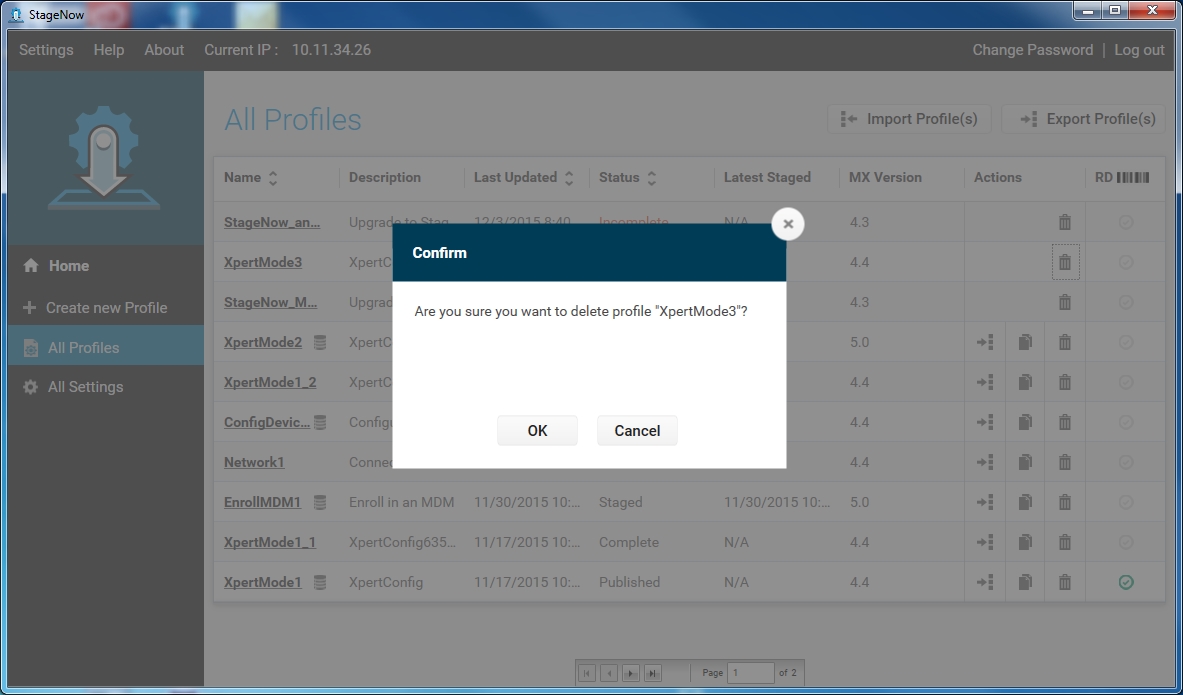 StageNow
Settings Help About Current IP : 10.11.34.26 Change Password | Log out
All Profiles Import Profile(s) Export Profile(s)
Name Description Last Updated Status Latest Staged MX Version Actions RD
StageNow_an... Upgrade to Stag 12/3/2015 8:40 Incomplete N/A 4.3
XpertMode3 XpertCo 4.4
StageNow_M... Upgrad 4.3
XpertMode2 XpertC 5.0
XpertMode1_2 XpertC 4.4
ConfigDevic... Configu 4.4
Network1 Connec 4.4
EnrollMDM1 Enroll in an MDM 11/30/2015 10:... Staged 11/30/2015 10:... 5.0
XpertMode1_1 XpertConfig635... 11/17/2015 10:... Complete N/A 4.4
XpertMode1 XpertConfig 11/17/2015 10:... Published N/A 4.4
Home
Create new Profile
All Profiles
All Settings
Confirm
Are you sure you want to delete profile "XpertMode3"?
OK Cancel
Page 1 of 2